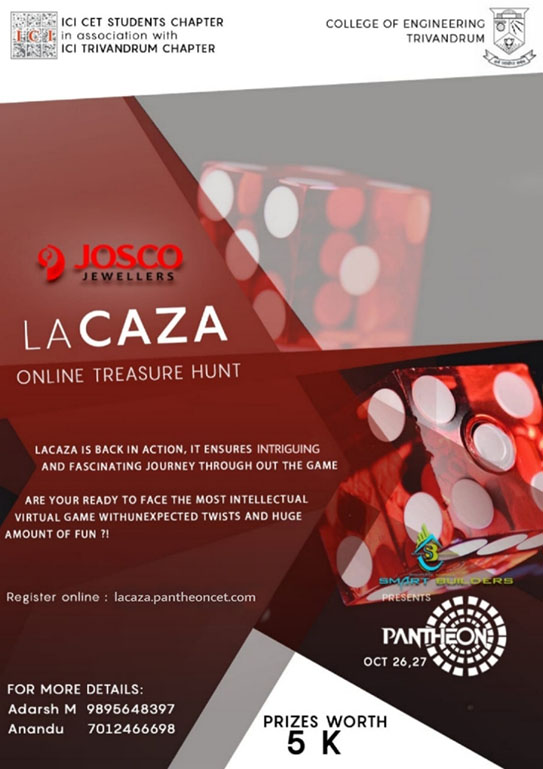 ICI CET STUDENTS CHAPTER
in association with
ICI TRIVANDRUM CHAPTER
COLLEGE OF ENGINEERING
TRIVANDRUM
I C I
JOSCO
JEWELLERS
LA CAZA
ONLINE TREASURE HUNT
LACAZA IS BACK IN ACTION, IT ENSURES INTRIGUING
AND FASCINATING JOURNEY THROUGH OUT THE GAME
ARE YOUR READY TO FACE THE MOST INTELLECTUAL
VIRTUAL GAME WITHUNEXPECTED TWISTS AND HUGE
AMOUNT OF FUN ?!
SMART BUILDERS
PRESENTS
Register online : lacaza.pantheoncet.com
PANTHEON
OCT 26,27
FOR MORE DETAILS:
Adarsh M 9895648397
Anandu 7012466698
PRIZES WORTH
5 K